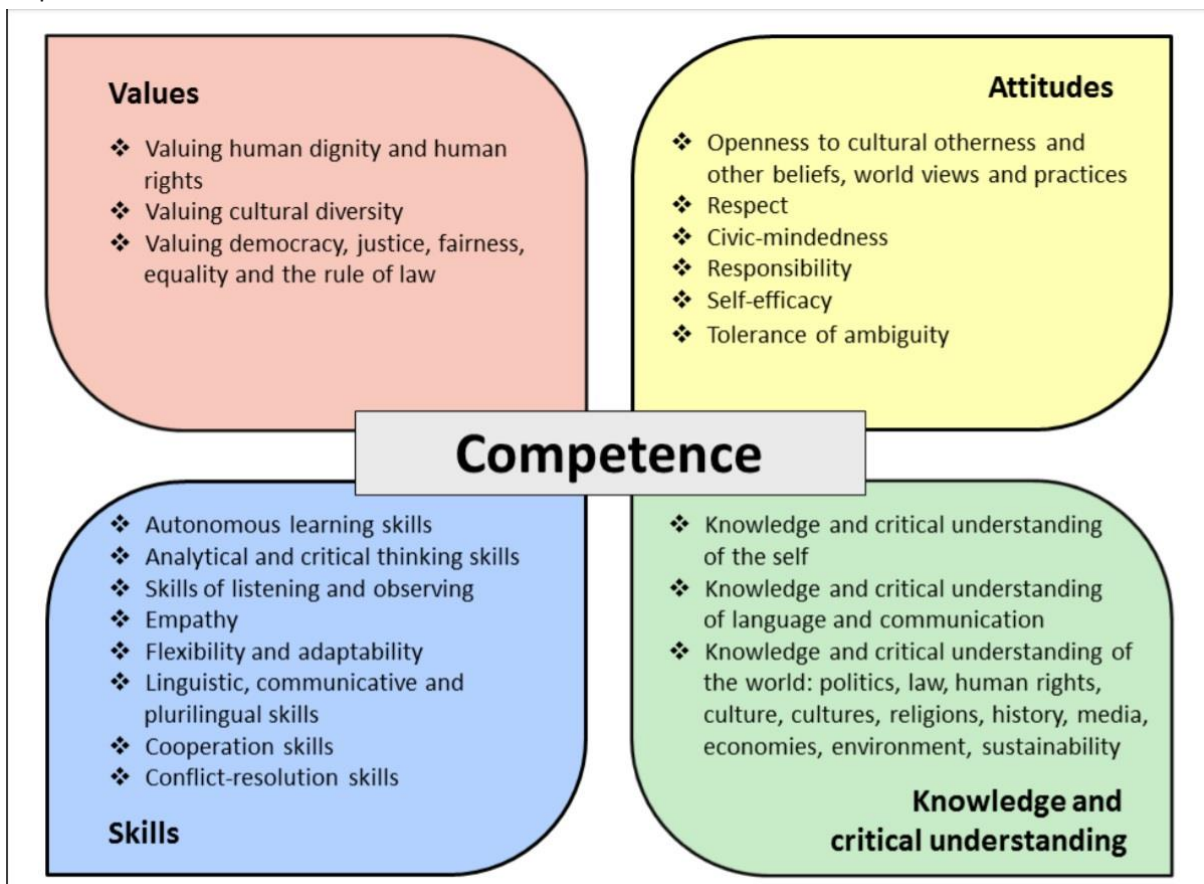 Values
❖ Valuing human dignity and human
rights
❖ Valuing cultural diversity
❖ Valuing democracy, justice, fairness,
equality and the rule of law
Attitudes
❖ Openness to cultural otherness and
other beliefs, world views and practices
❖ Respect
❖ Civic-mindedness
❖ Responsibility
❖ Self-efficacy
❖ Tolerance of ambiguity
Competence
❖ Autonomous learning skills
❖ Analytical and critical thinking skills
❖ Skills of listening and observing
❖ Empathy
❖ Flexibility and adaptability
❖ Linguistic, communicative and
plurilingual skills
❖ Cooperation skills
❖ Conflict-resolution skills
Skills
❖ Knowledge and critical understanding
of the self
❖ Knowledge and critical understanding
of language and communication
❖ Knowledge and critical understanding of
the world: politics, law, human rights,
culture, cultures, religions, history, media,
economies, environment, sustainability
Knowledge and
critical understanding